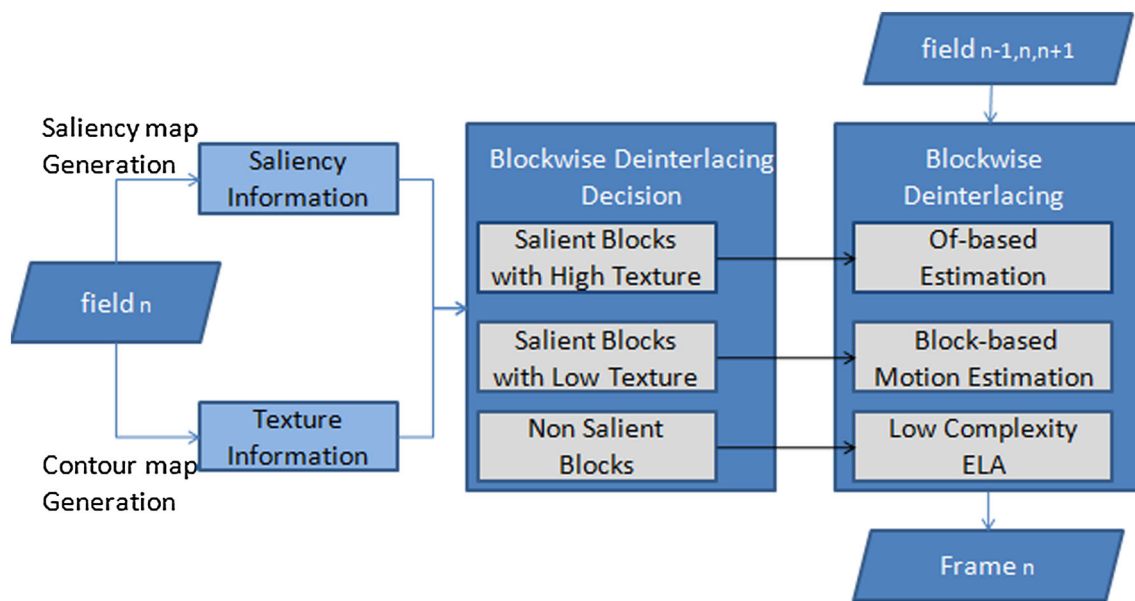 field n-1,n,n+1
Saliency map
Generation
Saliency
Information
field n
Texture
Information
Contour map
Generation
Blockwise Deinterlacing
Decision
Salient Blocks
with High Texture
Salient Blocks
with Low Texture
Non Salient
Blocks
Blockwise
Deinterlacing
Of-based
Estimation
Block-based
Motion Estimation
Low Complexity
ELA
Frame n